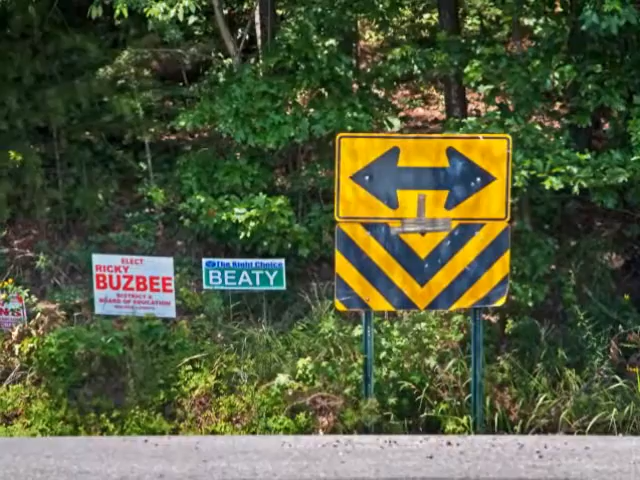 ELECT
RICKY
BUZBEE
DISTRICT 4
BOARD OF EDUCATION
The Right Choice
BEATY